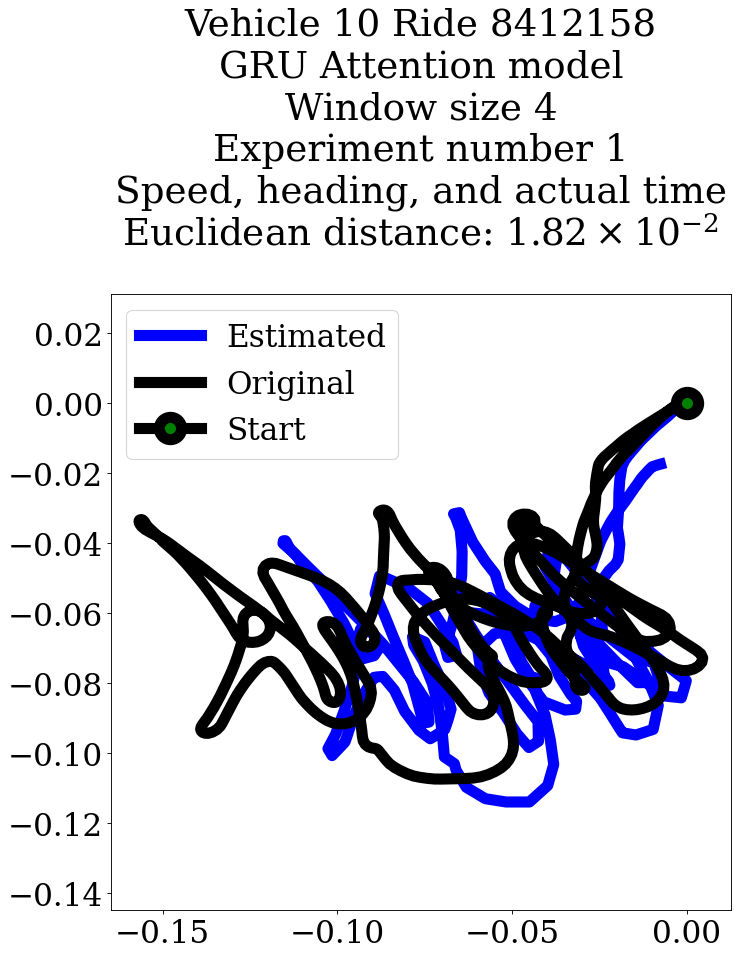 Vehicle 10 Ride 8412158
GRU Attention model
Window size 4
Experiment number 1
Speed, heading, and actual time
Euclidean distance: 1.82 × 10⁻²
Estimated
Original
Start
0.02
0.00
−0.02
−0.04
−0.06
−0.08
−0.10
−0.12
−0.14
−0.15
−0.10
−0.05
0.00